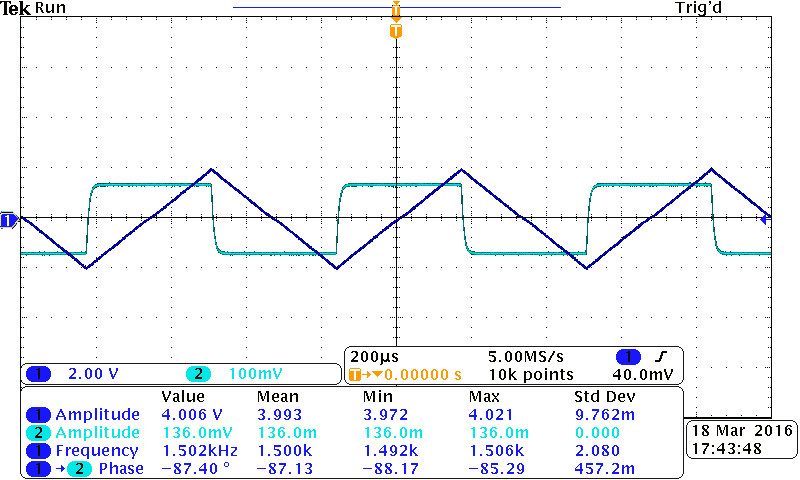 Tek Run Trig'd
T
T
1
200µs 5.00MS/s 1
1 2.00 V 2 100mV T→▼0.00000 s 10k points 40.0mV
Value Mean Min Max Std Dev
1 Amplitude 4.006 V 3.993 3.972 4.021 9.762m
2 Amplitude 136.0mV 136.0m 136.0m 136.0m 0.000
1 Frequency 1.502kHz 1.500k 1.492k 1.506k 2.080
1 → 2 Phase −87.40 ° −87.13 −88.17 −85.29 457.2m
18 Mar 2016
17:43:48